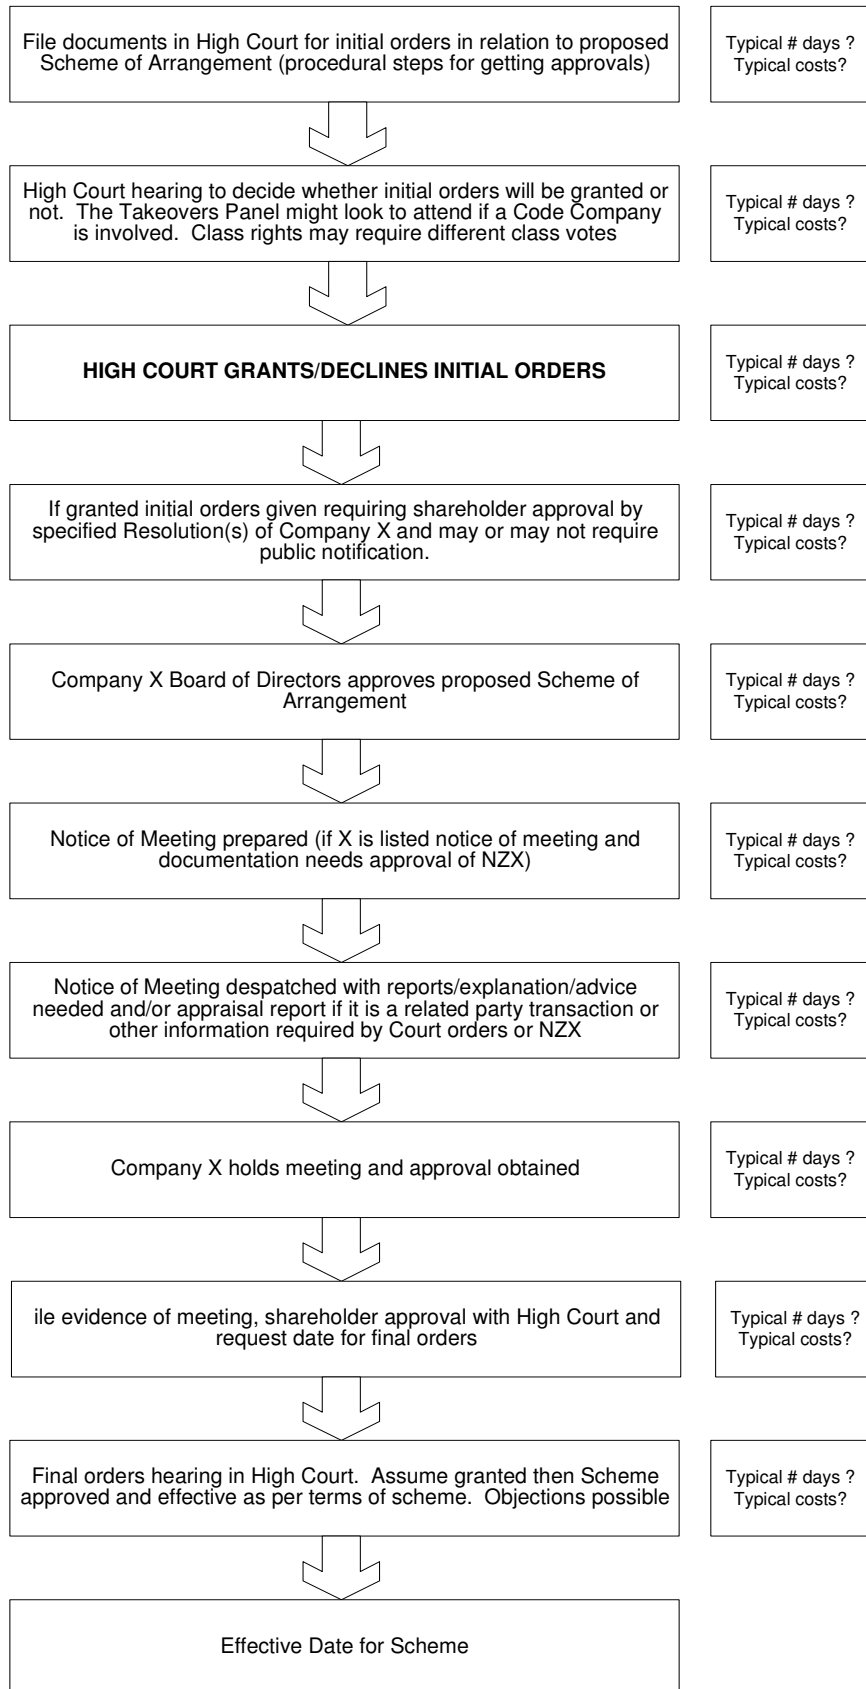 File documents in High Court for initial orders in relation to proposed
Scheme of Arrangement (procedural steps for getting approvals)
Typical # days ?
Typical costs?
High Court hearing to decide whether initial orders will be granted or
not. The Takeovers Panel might look to attend if a Code Company
is involved. Class rights may require different class votes
Typical # days ?
Typical costs?
HIGH COURT GRANTS/DECLINES INITIAL ORDERS
Typical # days ?
Typical costs?
If granted initial orders given requiring shareholder approval by
specified Resolution(s) of Company X and may or may not require
public notification.
Typical # days ?
Typical costs?
Company X Board of Directors approves proposed Scheme of
Arrangement
Typical # days ?
Typical costs?
Notice of Meeting prepared (if X is listed notice of meeting and
documentation needs approval of NZX)
Typical # days ?
Typical costs?
Notice of Meeting despatched with reports/explanation/advice
needed and/or appraisal report if it is a related party transaction or
other information required by Court orders or NZX
Typical # days ?
Typical costs?
Company X holds meeting and approval obtained
Typical # days ?
Typical costs?
ile evidence of meeting, shareholder approval with High Court and
request date for final orders
Typical # days ?
Typical costs?
Final orders hearing in High Court. Assume granted then Scheme
approved and effective as per terms of scheme. Objections possible
Typical # days ?
Typical costs?
Effective Date for Scheme